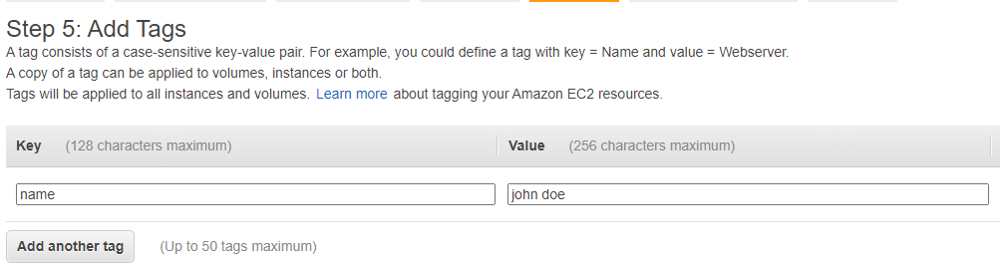 Step 5: Add Tags
A tag consists of a case-sensitive key-value pair. For example, you could define a tag with key = Name and value = Webserver.
A copy of a tag can be applied to volumes, instances or both.
Tags will be applied to all instances and volumes. Learn more about tagging your Amazon EC2 resources.
Key (128 characters maximum) Value (256 characters maximum)
name john doe
Add another tag (Up to 50 tags maximum)